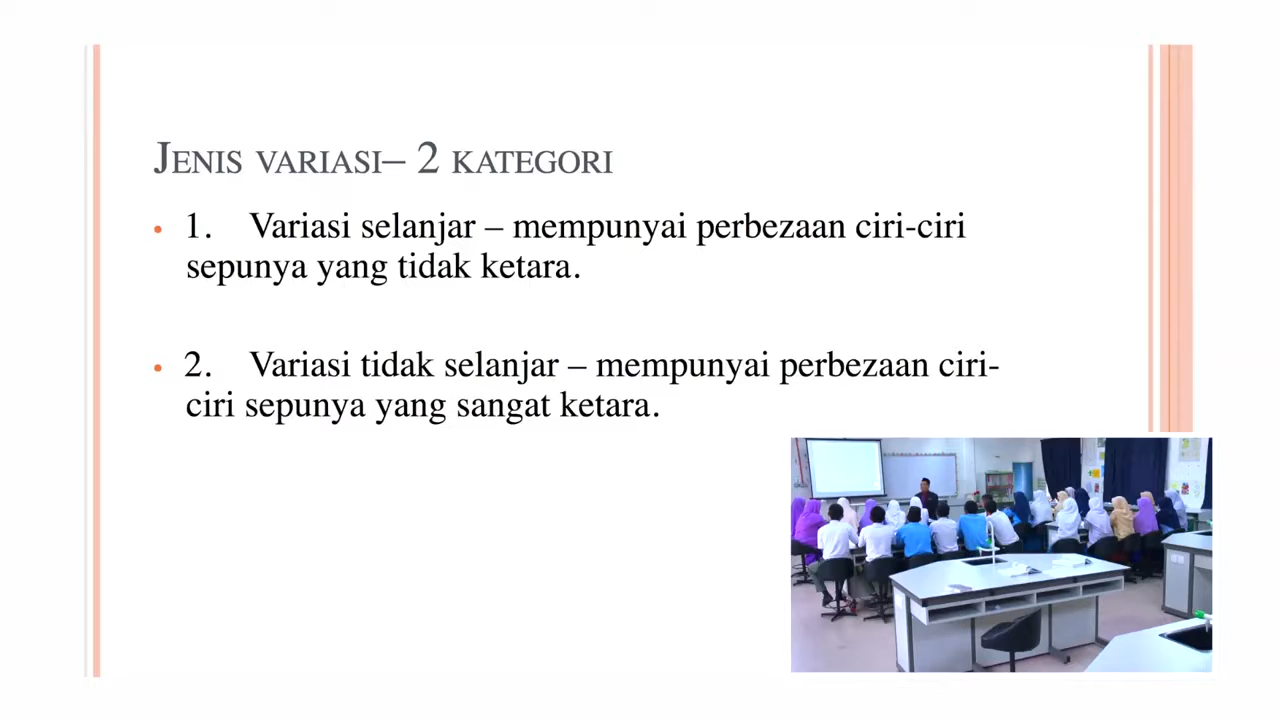 JENIS VARIASI– 2 KATEGORI
• 1. Variasi selanjar – mempunyai perbezaan ciri-ciri
sepunya yang tidak ketara.
• 2. Variasi tidak selanjar – mempunyai perbezaan ciri-
ciri sepunya yang sangat ketara.